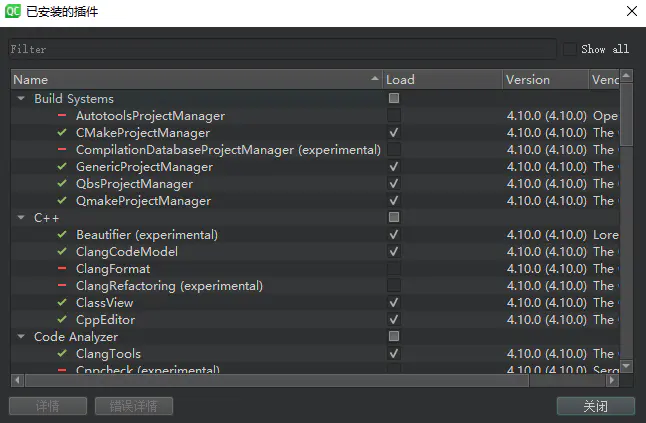 QC 已安装的插件
Filter Show all
Name Load Version Venc
Build Systems
AutotoolsProjectManager 4.10.0 (4.10.0) Ope
CMakeProjectManager 4.10.0 (4.10.0) The
CompilationDatabaseProjectManager (experimental) 4.10.0 (4.10.0) The
GenericProjectManager 4.10.0 (4.10.0) The
QbsProjectManager 4.10.0 (4.10.0) The
QmakeProjectManager 4.10.0 (4.10.0) The
C++
Beautifier (experimental) 4.10.0 (4.10.0) Lore
ClangCodeModel 4.10.0 (4.10.0) The
ClangFormat 4.10.0 (4.10.0) The
ClangRefactoring (experimental) 4.10.0 (4.10.0) The
ClassView 4.10.0 (4.10.0) The
CppEditor 4.10.0 (4.10.0) The
Code Analyzer
ClangTools 4.10.0 (4.10.0) The
Cppcheck (experimental) 4.10.0 (4.10.0) Serg
详情 错误详情 关闭